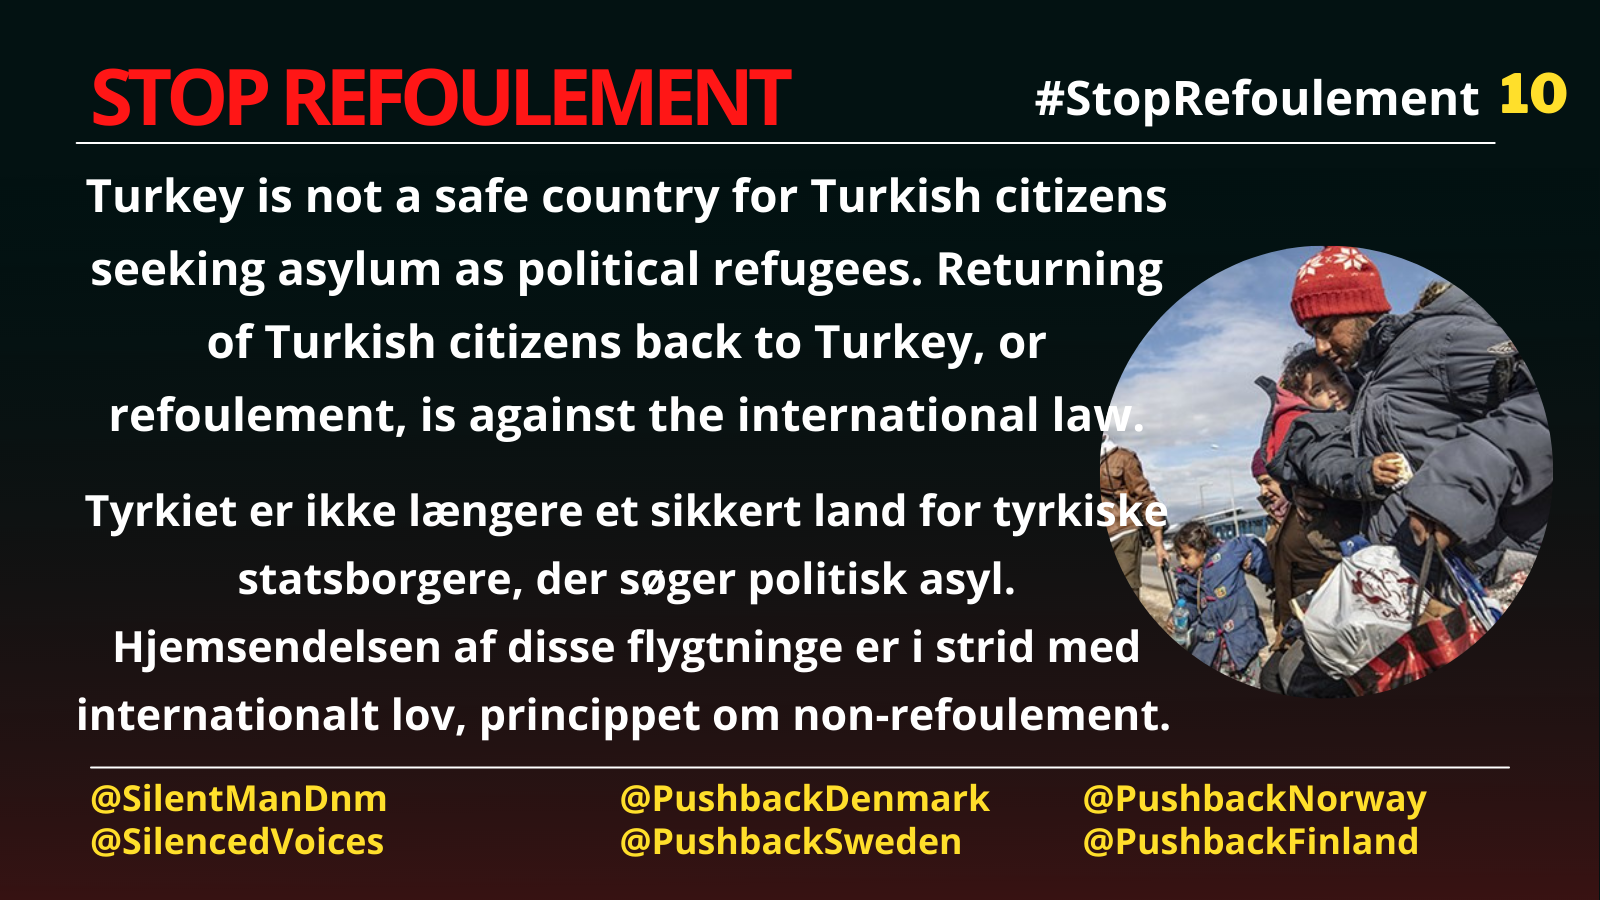 STOP REFOULEMENT
#StopRefoulement 10
Turkey is not a safe country for Turkish citizens
seeking asylum as political refugees. Returning
of Turkish citizens back to Turkey, or
refoulement, is against the international law.
Tyrkiet er ikke længere et sikkert land for tyrkiske
statsborgere, der søger politisk asyl.
Hjemsendelsen af disse flygtninge er i strid med
internationalt lov, princippet om non-refoulement.
@SilentManDnm @PushbackDenmark @PushbackNorway
@SilencedVoices @PushbackSweden @PushbackFinland